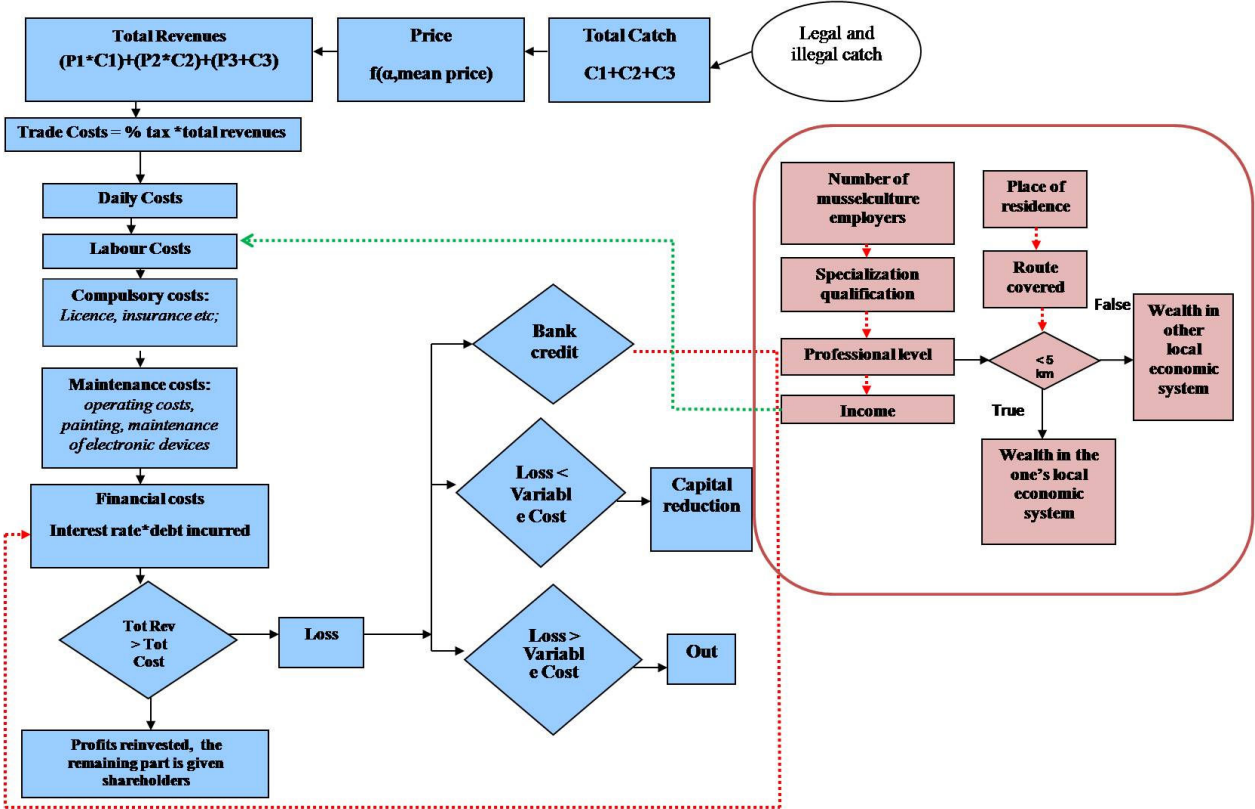 Total Revenues
(P1*C1)+(P2*C2)+(P3+C3)
Price
f(α,mean price)
Total Catch
C1+C2+C3
Legal and
illegal catch
Trade Costs = % tax *total revenues
Daily Costs
Labour Costs
Compulsory costs:
Licence, insurance etc;
Maintenance costs:
operating costs,
painting, maintenance
of electronic devices
Financial costs
Interest rate*debt incurred
Tot Rev
> Tot
Cost
Profits reinvested, the
remaining part is given
shareholders
Loss
Bank
credit
Loss <
Variabl
e Cost
Capital
reduction
Loss >
Variabl
e Cost
Out
Number of
musselculture
employers
Specialization
qualification
Professional level
Income
Place of
residence
Route
covered
< 5
km
False
True
Wealth in
other
local
economic
system
Wealth in the
one's local
economic
system